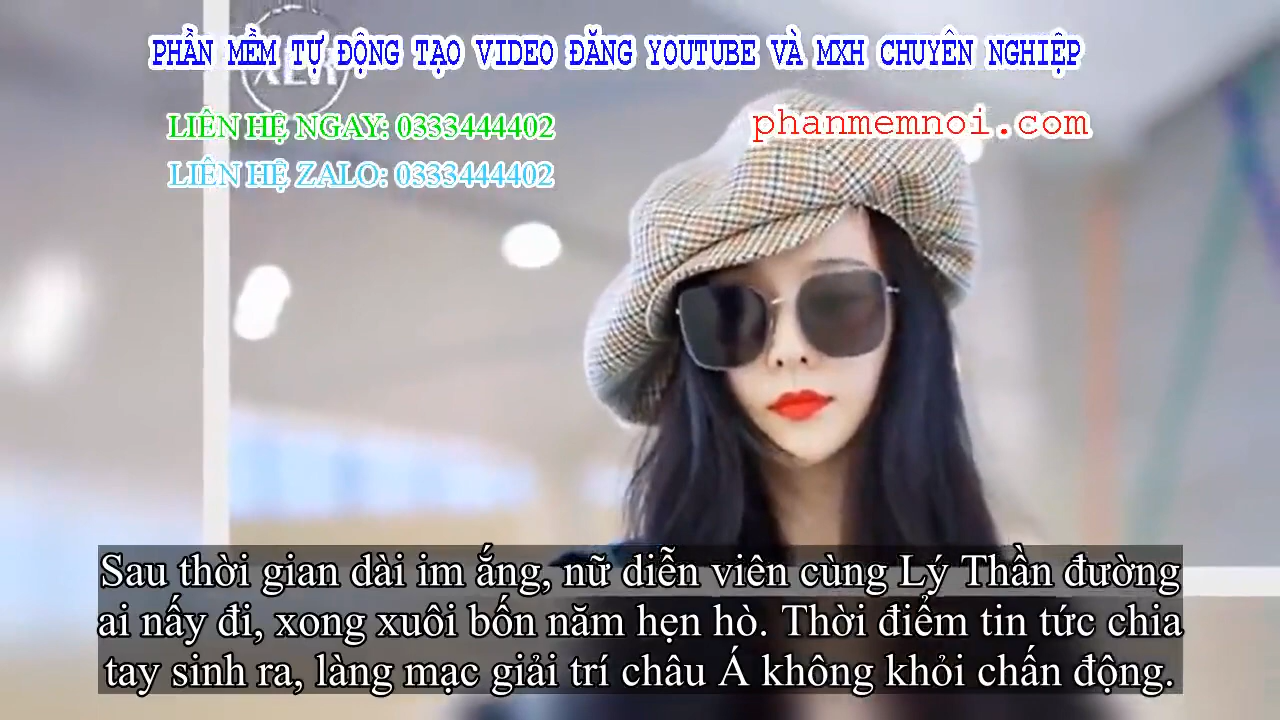 PHẦN MỀM TỰ ĐỘNG TẠO VIDEO ĐĂNG YOUTUBE VÀ MXH CHUYÊN NGHIỆP
LIÊN HỆ NGAY: 0333444402
phanmemnoi.com
LIÊN HỆ ZALO: 0333444402
Sau thời gian dài im ắng, nữ diễn viên cùng Lý Thần đường
ai nấy đi, xong xuôi bốn năm hẹn hò. Thời điểm tin tức chia
tay sinh ra, làng mạc giải trí châu Á không khỏi chấn động.